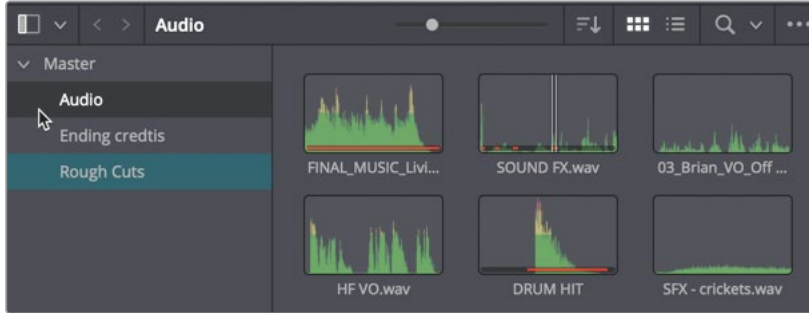 Audio
Master
Audio
Ending credtis
Rough Cuts
FINAL_MUSIC_Livi...
SOUND FX.wav
03_Brian_VO_Off ...
HF VO.wav
DRUM HIT
SFX - crickets.wav